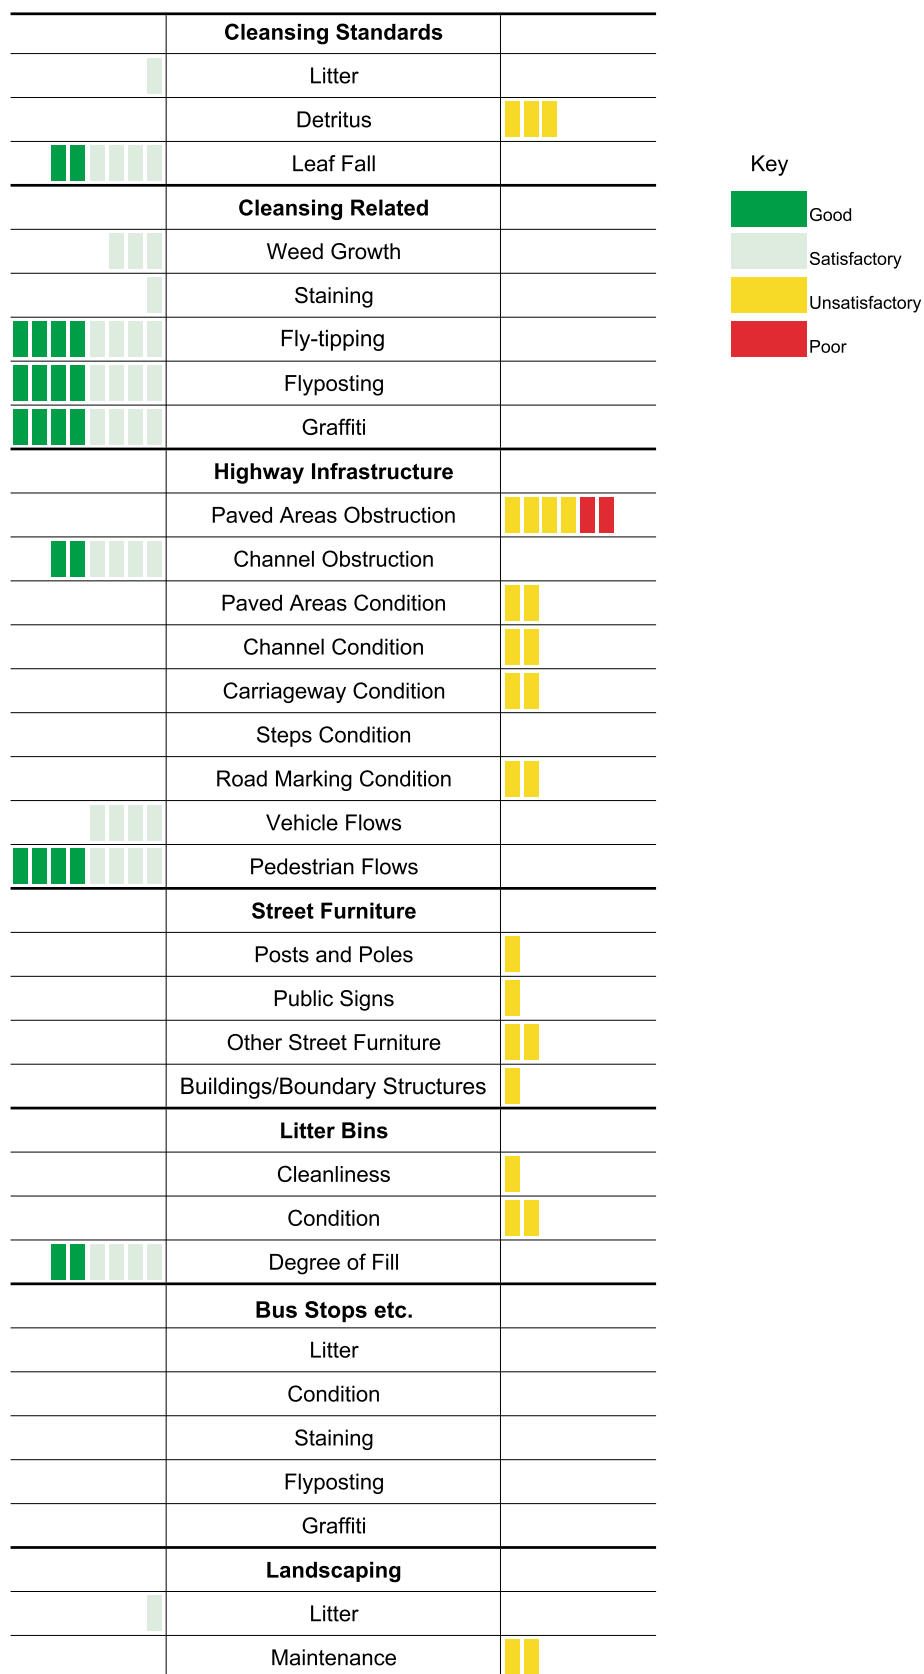 Cleansing Standards
Litter
Detritus
Leaf Fall
Cleansing Related
Weed Growth
Staining
Fly-tipping
Flyposting
Graffiti
Highway Infrastructure
Paved Areas Obstruction
Channel Obstruction
Paved Areas Condition
Channel Condition
Carriageway Condition
Steps Condition
Road Marking Condition
Vehicle Flows
Pedestrian Flows
Street Furniture
Posts and Poles
Public Signs
Other Street Furniture
Buildings/Boundary Structures
Litter Bins
Cleanliness
Condition
Degree of Fill
Bus Stops etc.
Litter
Condition
Staining
Flyposting
Graffiti
Landscaping
Litter
Maintenance
Key
Good
Satisfactory
Unsatisfactory
Poor